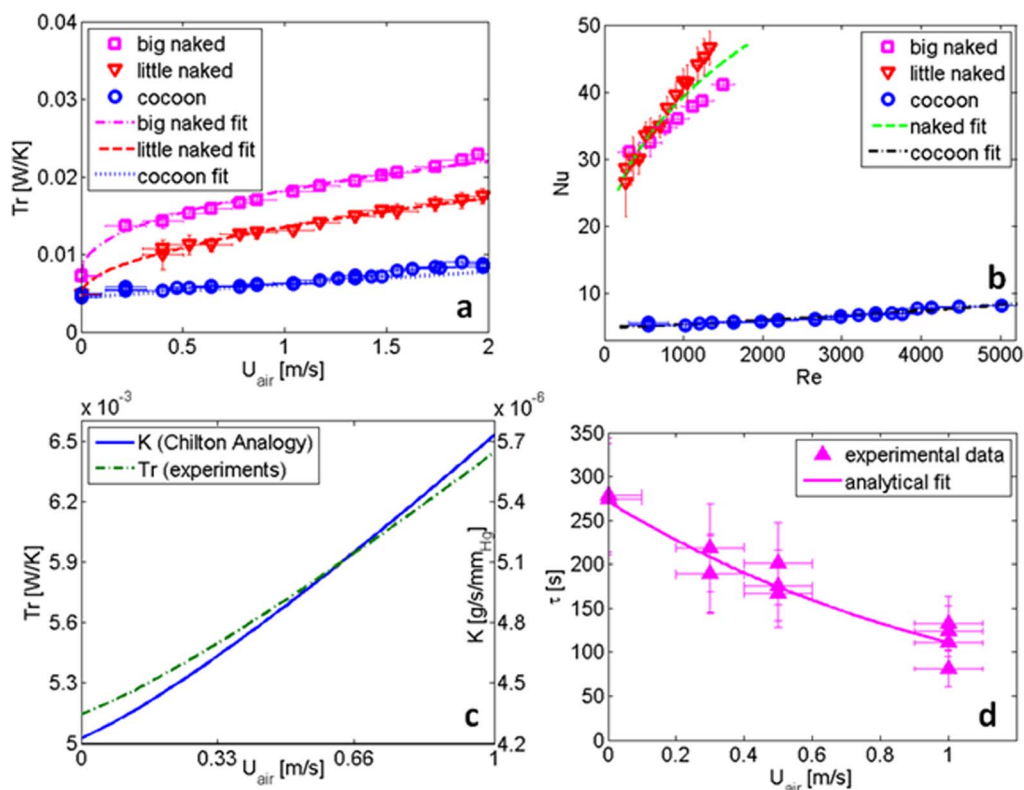 0.04
0.03
0.02
0.01
0
Tr [W/K]
big naked
little naked
cocoon
big naked fit
little naked fit
cocoon fit
a
0 0.5 1 1.5 2
U_air [m/s]
50
40
30
20
10
Nu
big naked
little naked
cocoon
naked fit
cocoon fit
b
0 1000 2000 3000 4000 5000
Re
x 10^-3
x 10^-6
6.5
6.2
5.9
5.6
5.3
5
Tr [W/K]
K (Chilton Analogy)
Tr (experiments)
5.7
5.4
5.1
4.8
4.5
4.2
K [g/s/mm_Hg]
c
0 0.33 0.66 1
U_air [m/s]
350
300
250
200
150
100
50
0
τ [s]
experimental data
analytical fit
d
0 0.2 0.4 0.6 0.8 1
U_air [m/s]